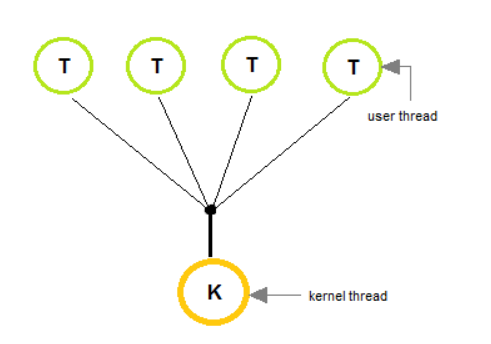 T T T T
user thread
K
kernel thread